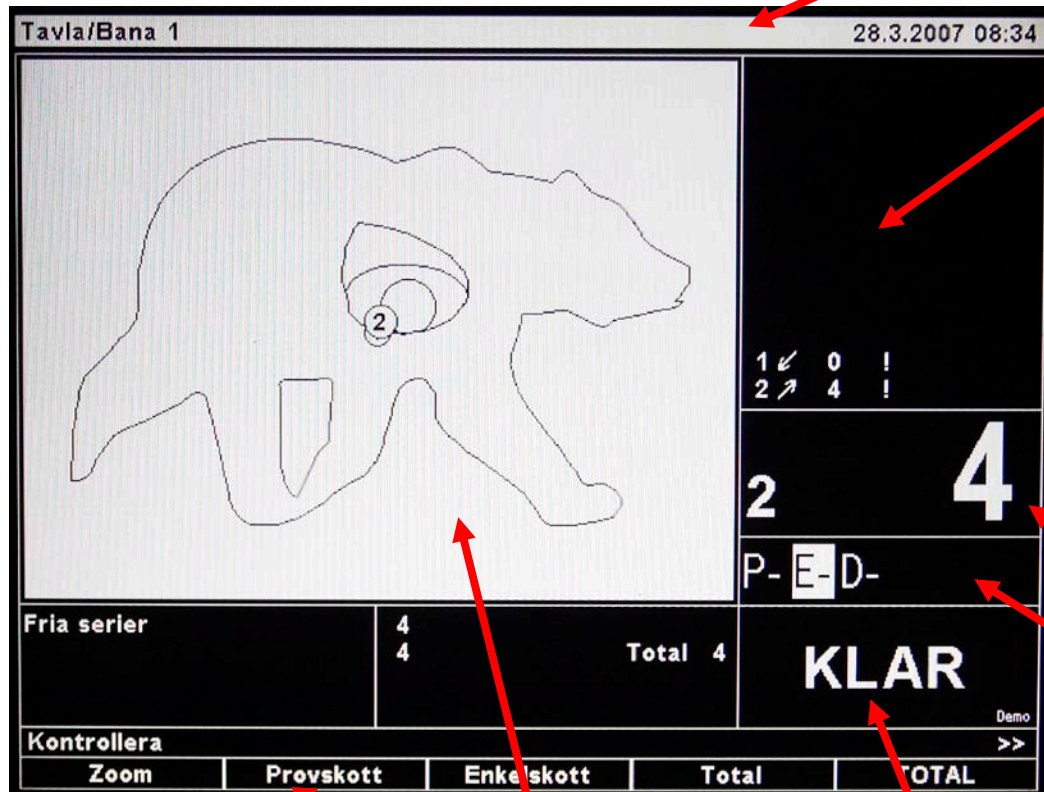 Tavla/Bana 1 28.3.2007 08:34
2
1 ↙ 0 !
2 ↗ 4 !
2 4
P- E- D-
Fria serier 4
4 Total 4
KLAR
Demo
Kontrollera >>
Zoom Provskott Enkelskott Total TOTAL